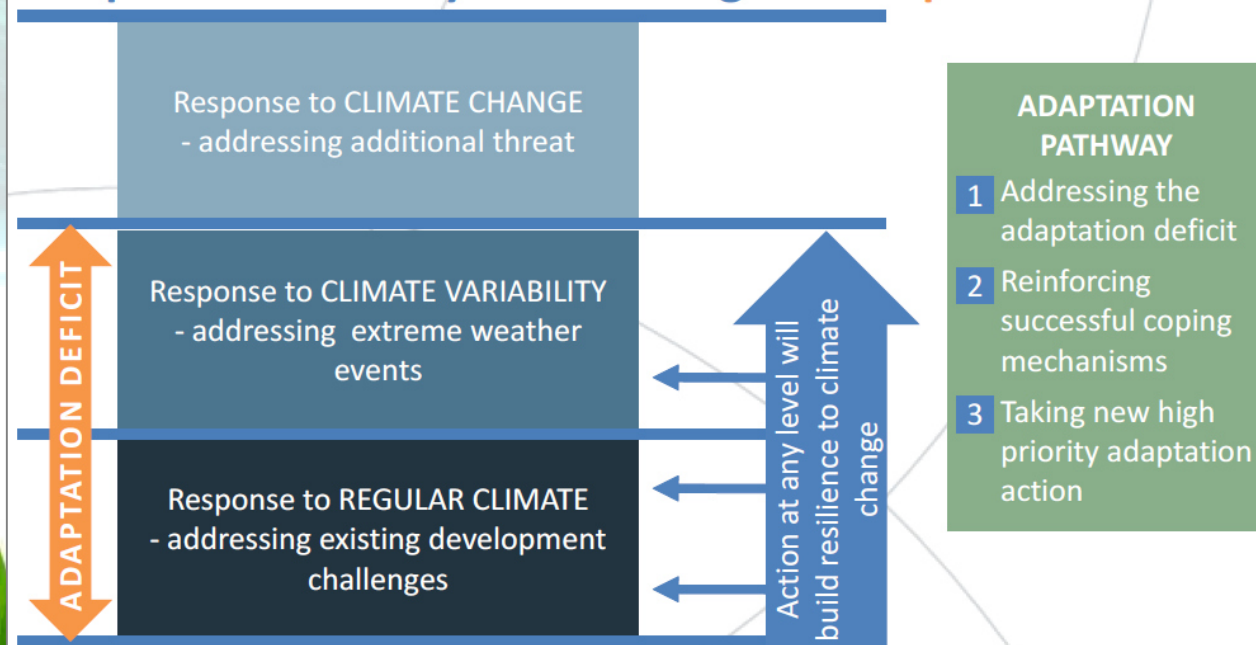 Response to CLIMATE CHANGE
- addressing additional threat
ADAPTATION DEFICIT
Response to CLIMATE VARIABILITY
- addressing extreme weather
events
Response to REGULAR CLIMATE
- addressing existing development
challenges
Action at any level will
build resilience to climate
change
ADAPTATION
PATHWAY
1 Addressing the
adaptation deficit
2 Reinforcing
successful coping
mechanisms
3 Taking new high
priority adaptation
action